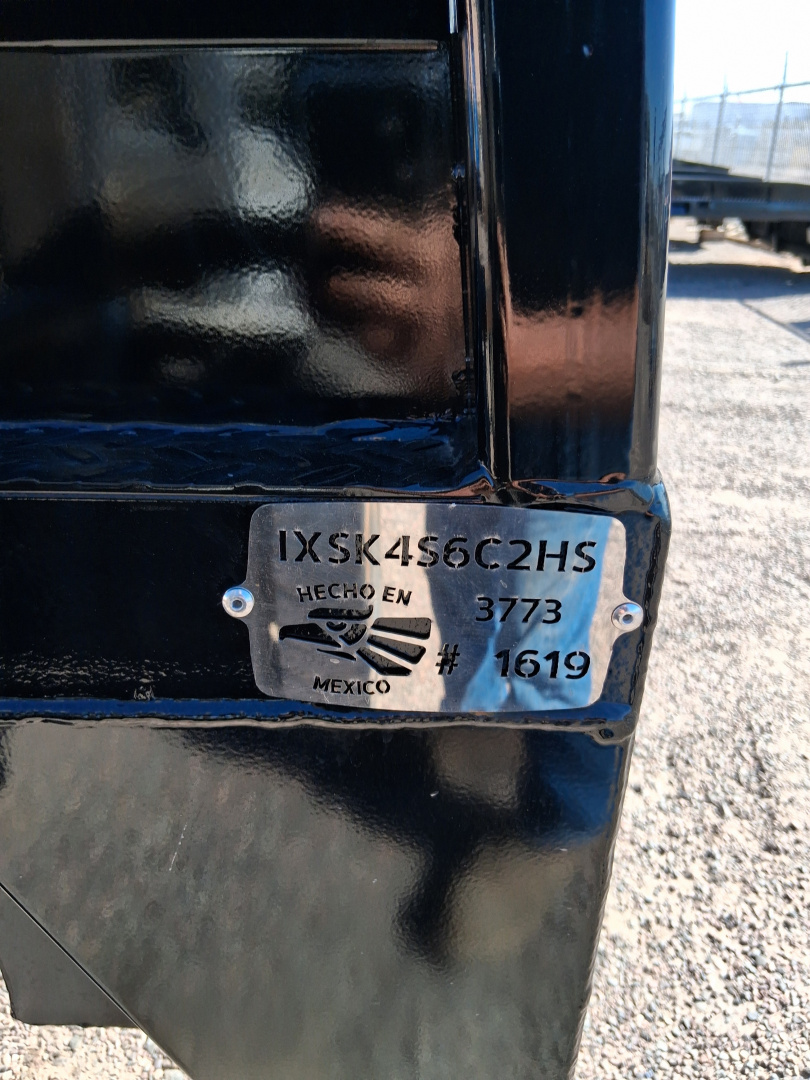 IXSK4S6C2HS
HECHO EN
3773
# 1619
MEXICO